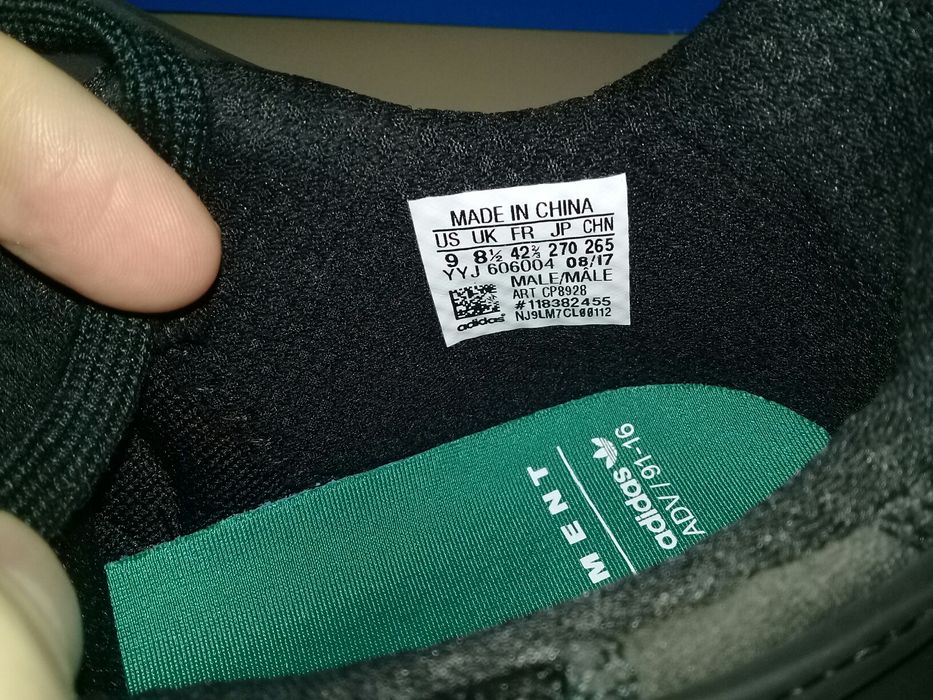 MADE IN CHINA
US UK FR JP CHN
9 8½ 42⅔ 270 265
YYJ 606004 08/17
MALE/MÂLE
ART CP8928
#118382455
NJ9LM7CL00112
adidas
MENT
adidas
ADV / 91-16